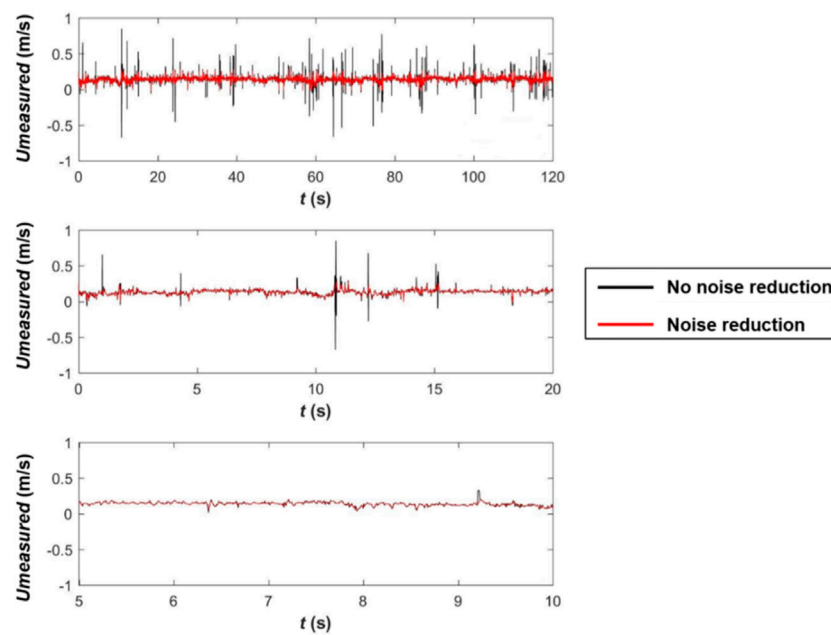 1
0.5
0
-0.5
-1
Umeasured (m/s)
0 20 40 60 80 100 120
t (s)
1
0.5
0
-0.5
-1
Umeasured (m/s)
0 5 10 15 20
t (s)
No noise reduction
Noise reduction
1
0.5
0
-0.5
-1
Umeasured (m/s)
5 6 7 8 9 10
t (s)